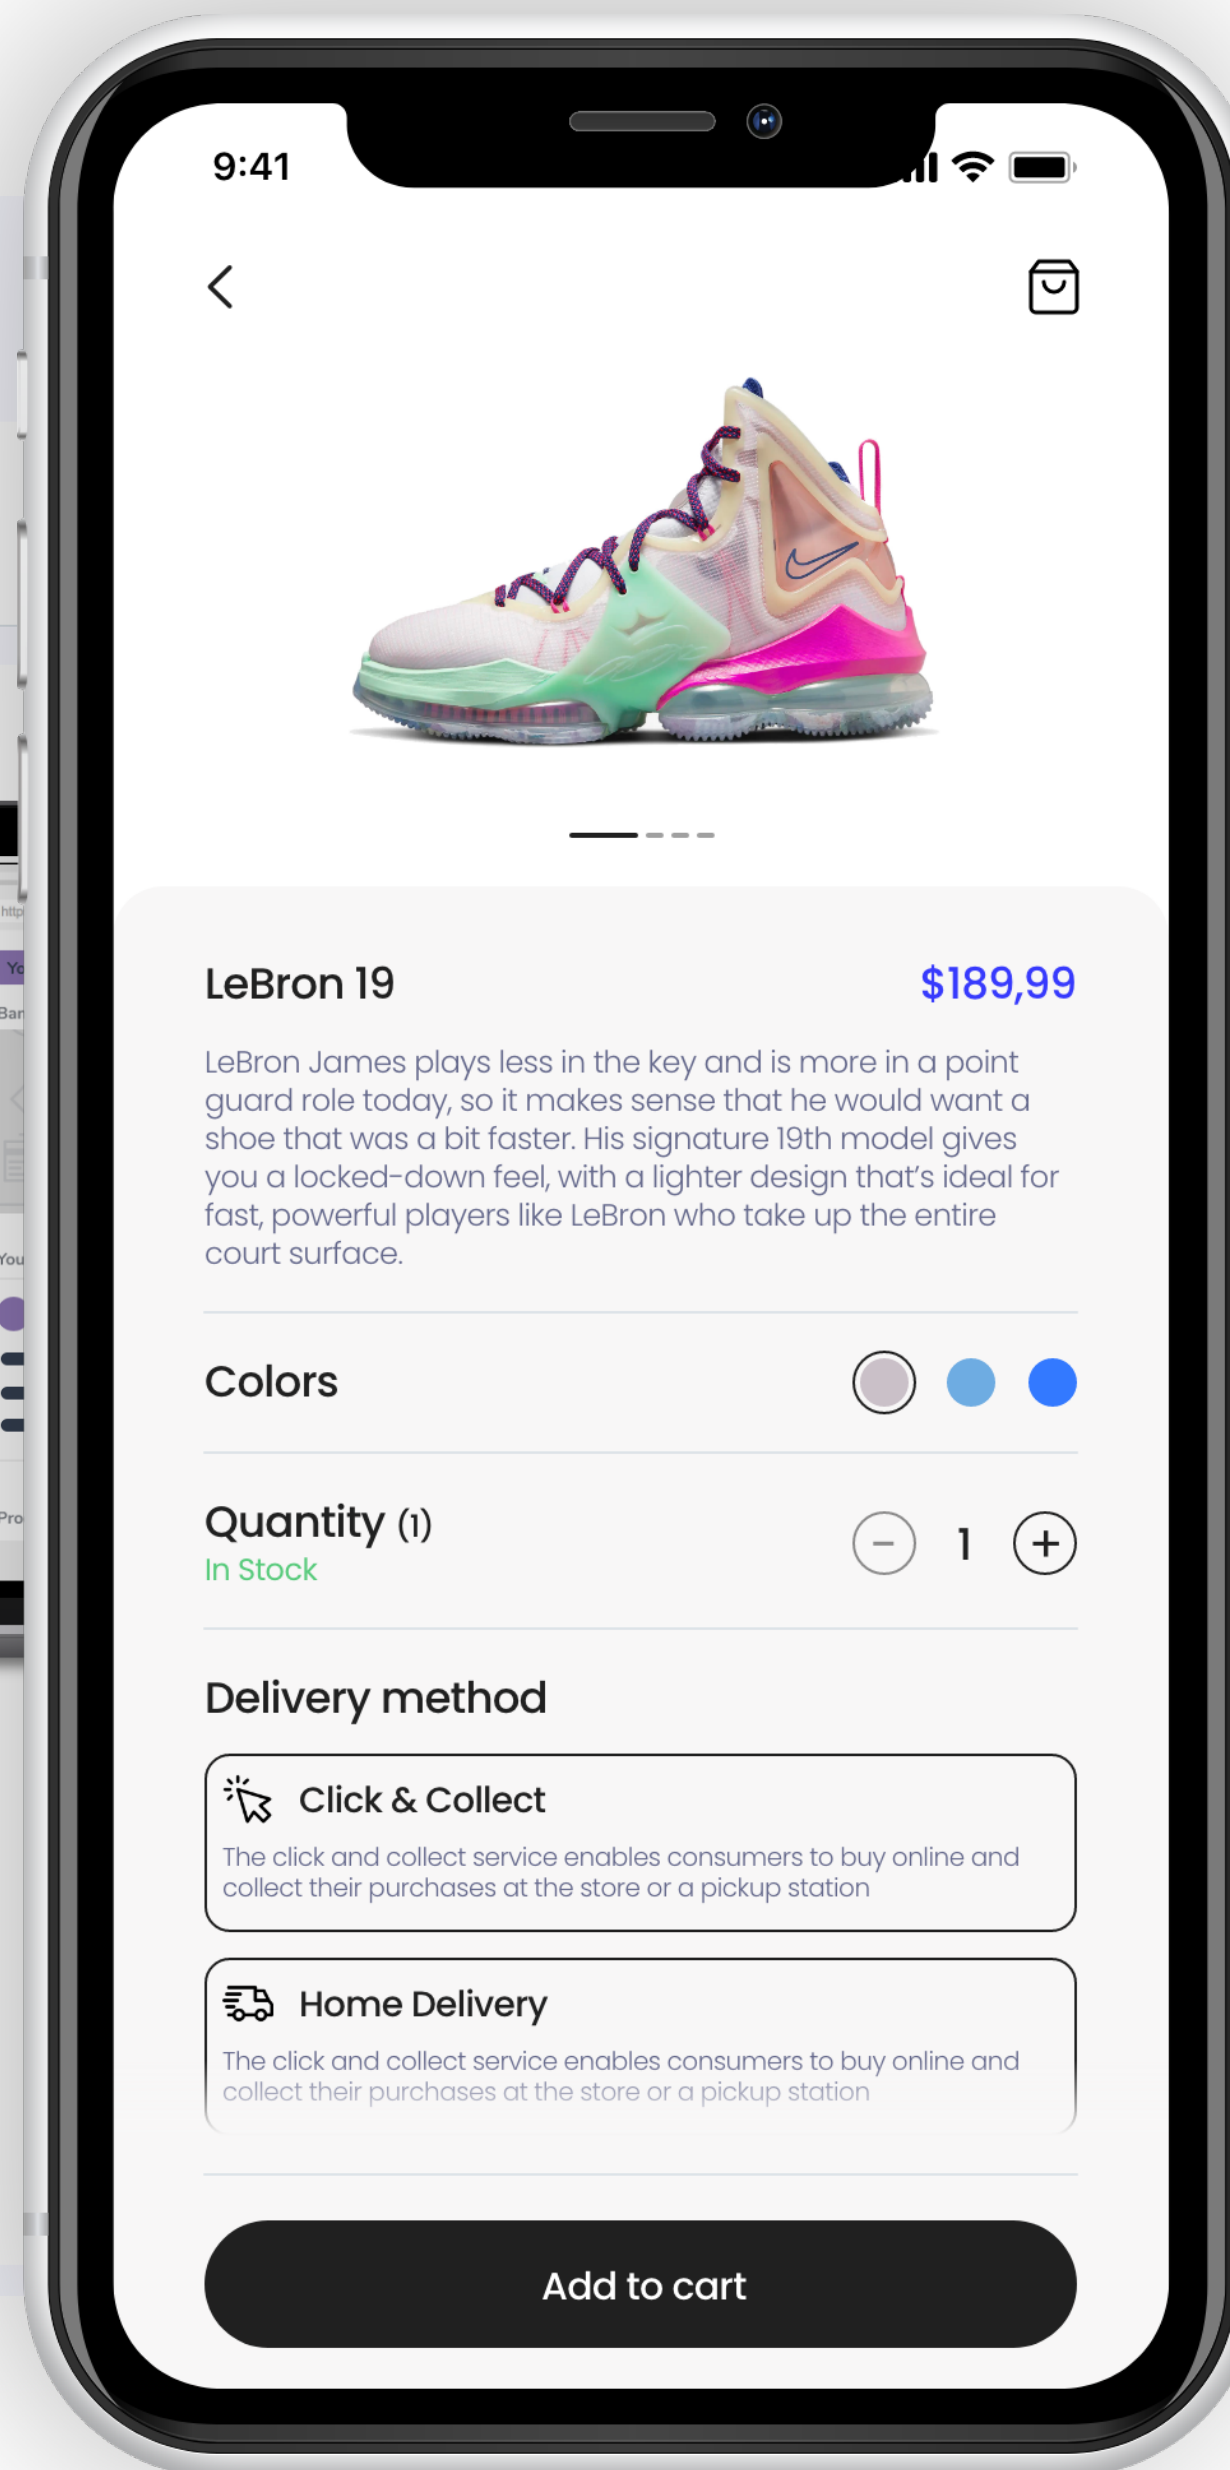 9:41
LeBron 19
$189,99
LeBron James plays less in the key and is more in a point
guard role today, so it makes sense that he would want a
shoe that was a bit faster. His signature 19th model gives
you a locked-down feel, with a lighter design that's ideal for
fast, powerful players like LeBron who take up the entire
court surface.
Colors
Quantity (1)
In Stock
1
Delivery method
Click & Collect
The click and collect service enables consumers to buy online and
collect their purchases at the store or a pickup station
Home Delivery
The click and collect service enables consumers to buy online and
collect their purchases at the store or a pickup station
Add to cart
http
You